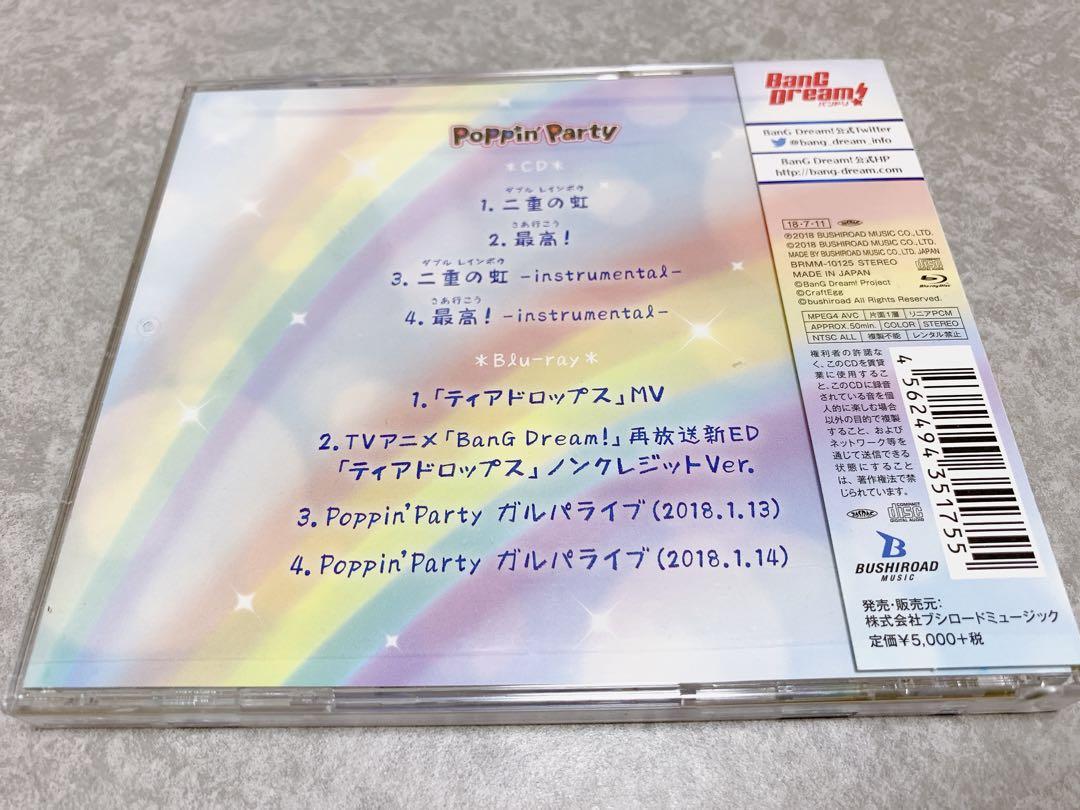 Poppin'Party
*CD*
ダブル レインボウ
1. 二重の虹
さあ行こう
2. 最高!
ダブル レインボウ
3. 二重の虹 -instrumental-
さあ行こう
4. 最高! -instrumental-
*Blu-ray*
1.「ティアドロップス」MV
2. TVアニメ「BanG Dream!」再放送新ED
「ティアドロップス」ノンクレジットVer.
3. Poppin'Party ガルパライブ(2018.1.13)
4. Poppin'Party ガルパライブ(2018.1.14)
BanG
Dream!
バンドリ
BanG Dream!公式Twitter
@bang_dream_info
BanG Dream!公式HP
http://bang-dream.com
18・7・11
℗2018 BUSHIROAD MUSIC CO., LTD.
©2018 BUSHIROAD MUSIC CO., LTD.
MADE BY BUSHIROAD MUSIC CO., LTD. JAPAN
BRMM-10125 STEREO
MADE IN JAPAN
©BanG Dream! Project
©CraftEgg
©bushiroad All Rights Reserved.
Blu-ray Disc
MPEG4 AVC 片面1層 リニアPCM
APPROX. 50min. COLOR STEREO
NTSC ALL 複製不能 レンタル禁止
権利者の許諾な
く、このCDを賃貸
業に使用するこ
と、このCDに録音
されている音を個
人的に楽しむ場合
以外の目的で複製
すること、および
ネットワーク等を
通じて送信できる
状態にすること
は、著作権法で禁
じられています。
4 562494 351755
COMPACT
disc
DIGITAL AUDIO
BUSHIROAD
MUSIC
発売・販売元:
株式会社ブシロードミュージック
定価¥5,000+税